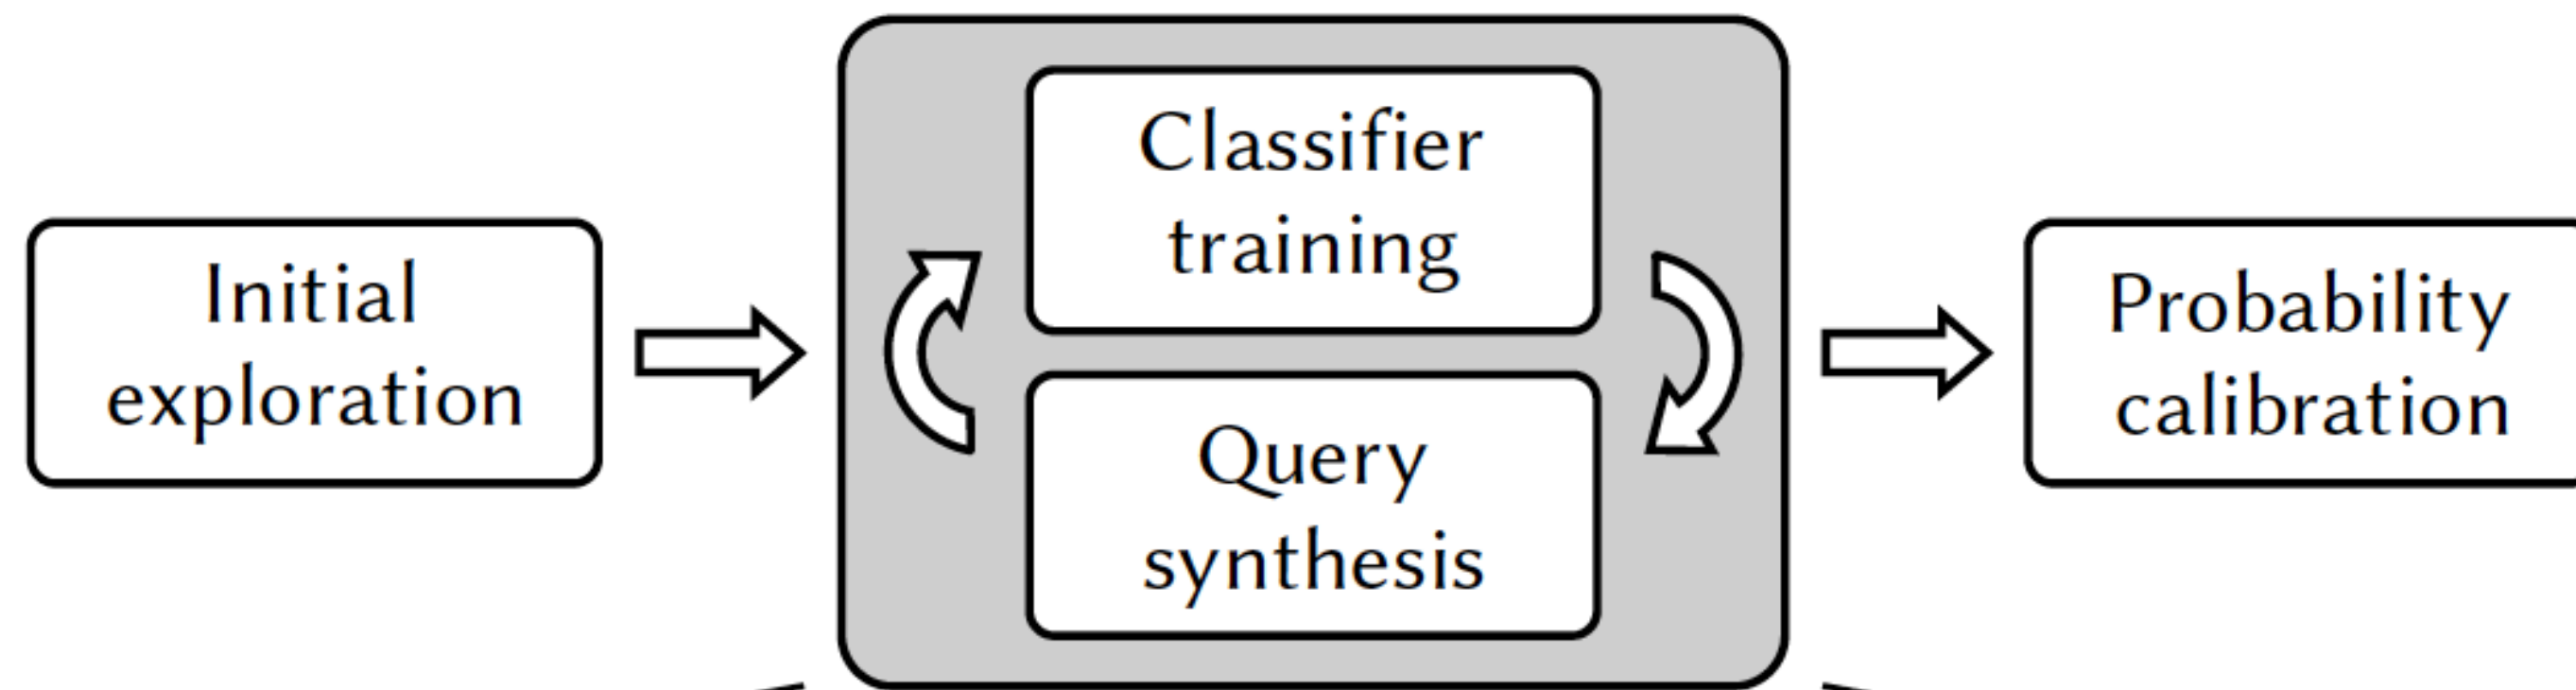 Initial
exploration
Classifier
training
Query
synthesis
Probability
calibration